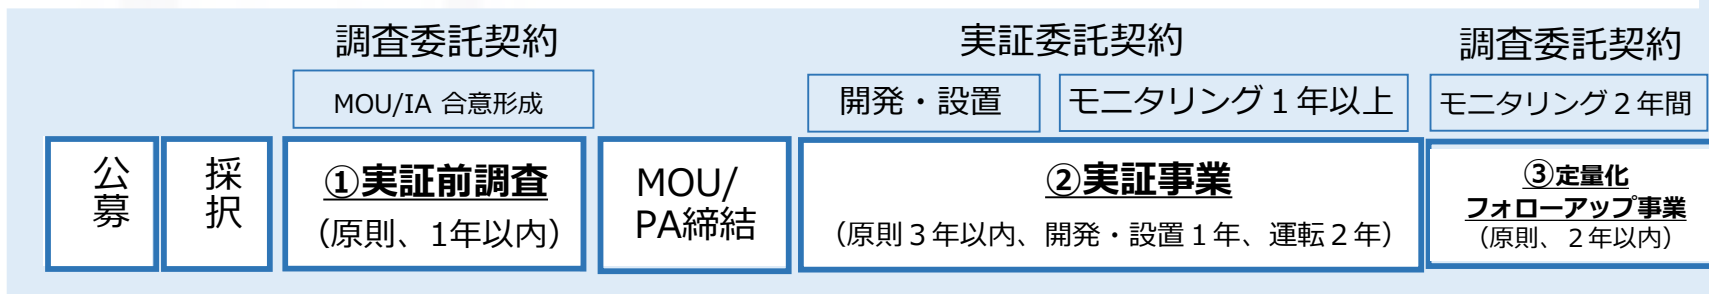 調査委託契約
実証委託契約
調査委託契約
MOU/IA 合意形成
開発・設置
モニタリング１年以上
モニタリング２年間
公募
採択
①実証前調査
（原則、1年以内）
MOU/
PA締結
②実証事業
（原則３年以内、開発・設置１年、運転２年）
③定量化
フォローアップ事業
（原則、２年以内）